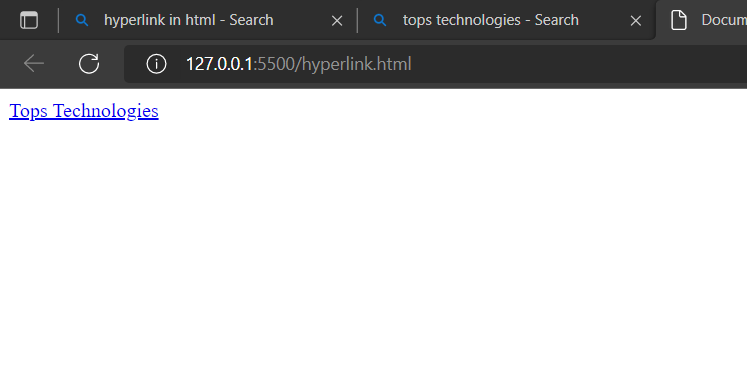 hyperlink in html - Search
tops technologies - Search
Docum
127.0.0.1:5500/hyperlink.html
Tops Technologies